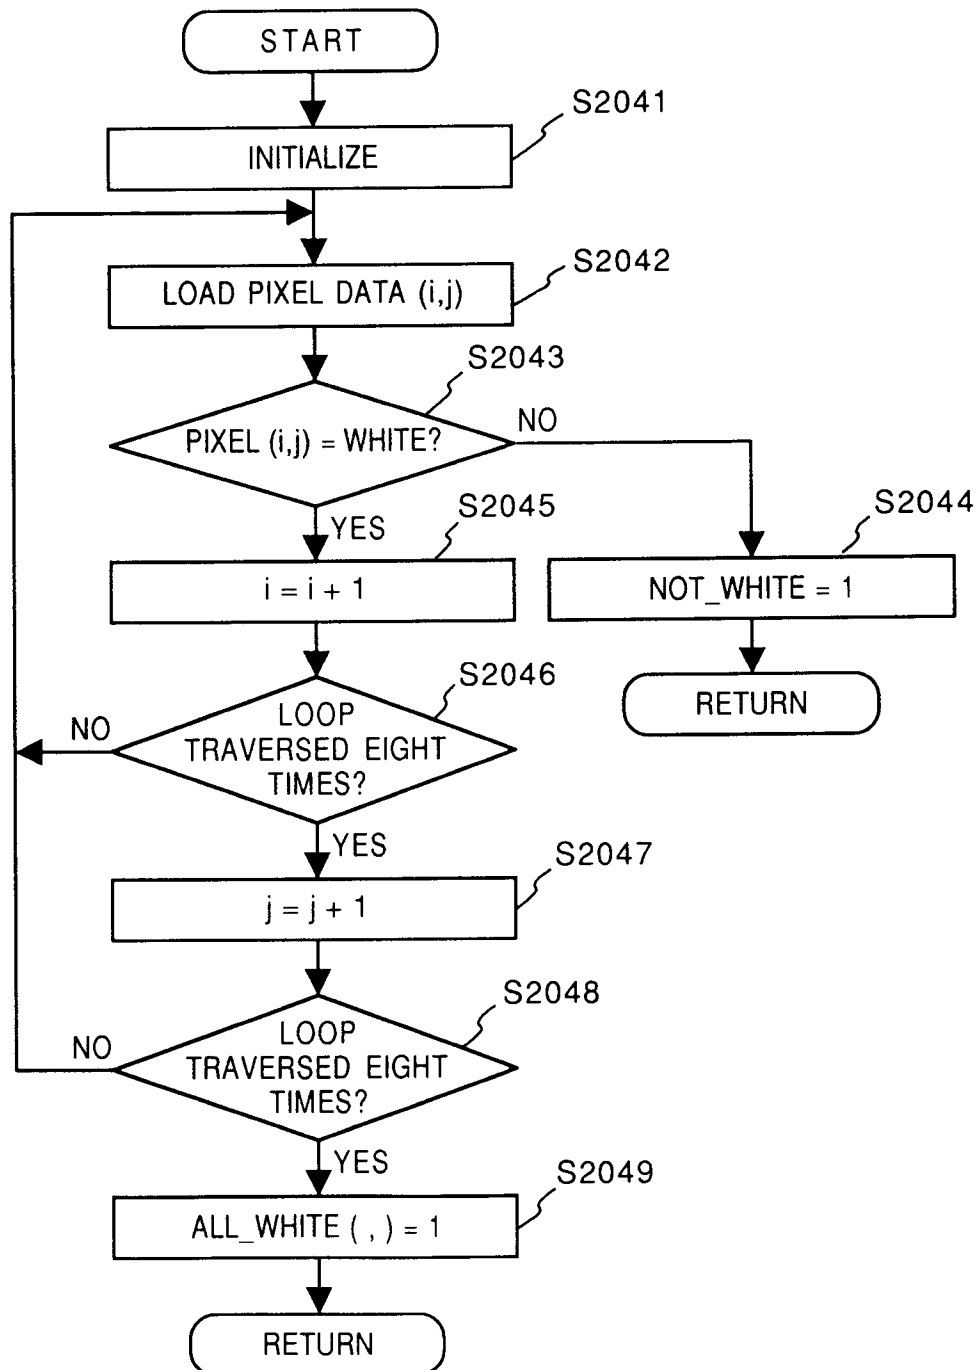 START
S2041
INITIALIZE
S2042
LOAD PIXEL DATA (i,j)
S2043
PIXEL (i,j) = WHITE?
NO
YES
S2045
S2044
i = i + 1
NOT_WHITE = 1
S2046
RETURN
LOOP
TRAVERSED EIGHT
TIMES?
NO
YES
S2047
j = j + 1
S2048
LOOP
TRAVERSED EIGHT
TIMES?
NO
YES
S2049
ALL_WHITE ( , ) = 1
RETURN